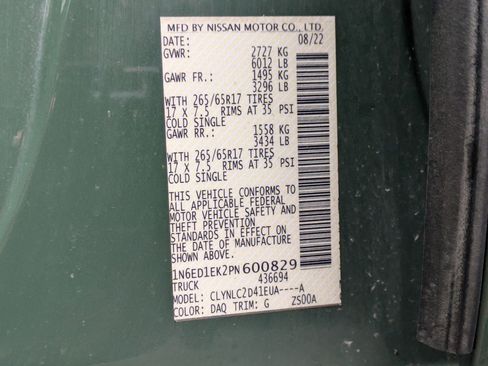 MFD BY NISSAN MOTOR CO., LTD.
DATE: 08/22
GVWR: 2727 KG
6012 LB
GAWR FR.: 1495 KG
3296 LB
WITH 265/65R17 TIRES
17 X 7.5 RIMS AT 35 PSI
COLD SINGLE
GAWR RR.: 1558 KG
3434 LB
WITH 265/65R17 TIRES
17 X 7.5 RIMS AT 35 PSI
COLD SINGLE
THIS VEHICLE CONFORMS TO
ALL APPLICABLE FEDERAL
MOTOR VEHICLE SAFETY AND
THEFT PREVENTION
STANDARDS IN EFFECT ON
THE DATE OF MANUFACTURE
SHOWN ABOVE.
1N6ED1EK2PN600829
TRUCK 436694
MODEL: CLYNLC2D41EUA----A
COLOR: DAQ TRIM: G ZS00A